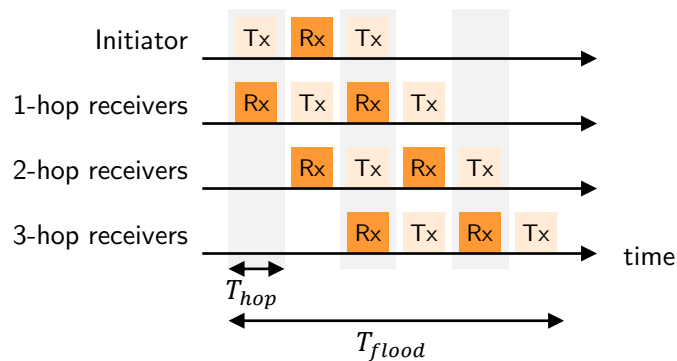 Initiator Tx Rx Tx
1-hop receivers Rx Tx Rx Tx
2-hop receivers Rx Tx Rx Tx
3-hop receivers Rx Tx Rx Tx
time
T_hop
T_flood